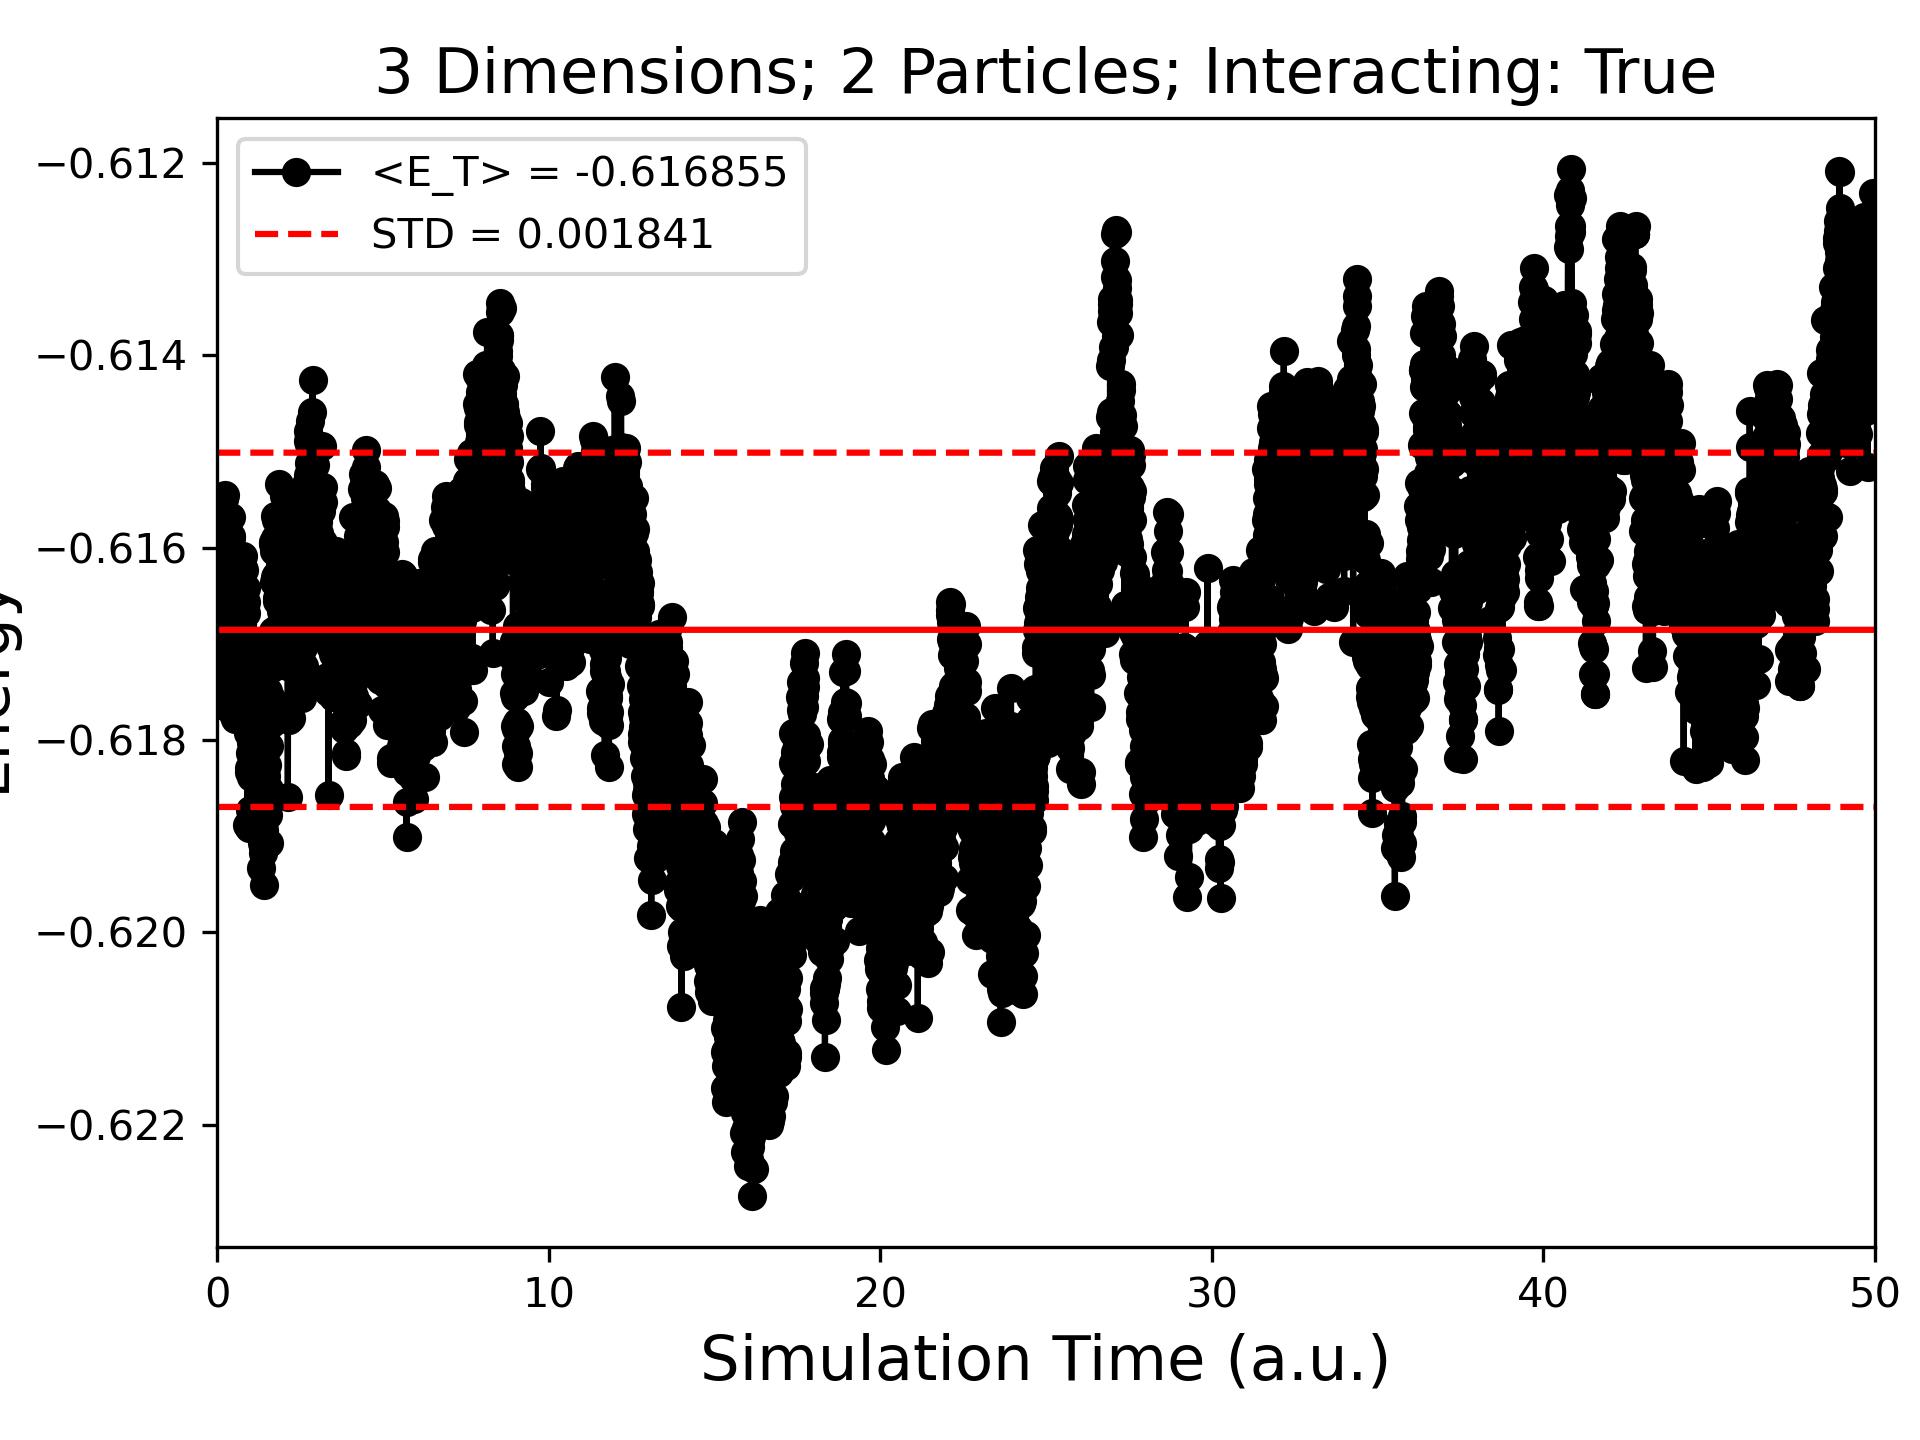 3 Dimensions; 2 Particles; Interacting: True
<E_T> = -0.616855
STD = 0.001841
−0.612
−0.614
−0.616
−0.618
−0.620
−0.622
Energy
0 10 20 30 40 50
Simulation Time (a.u.)